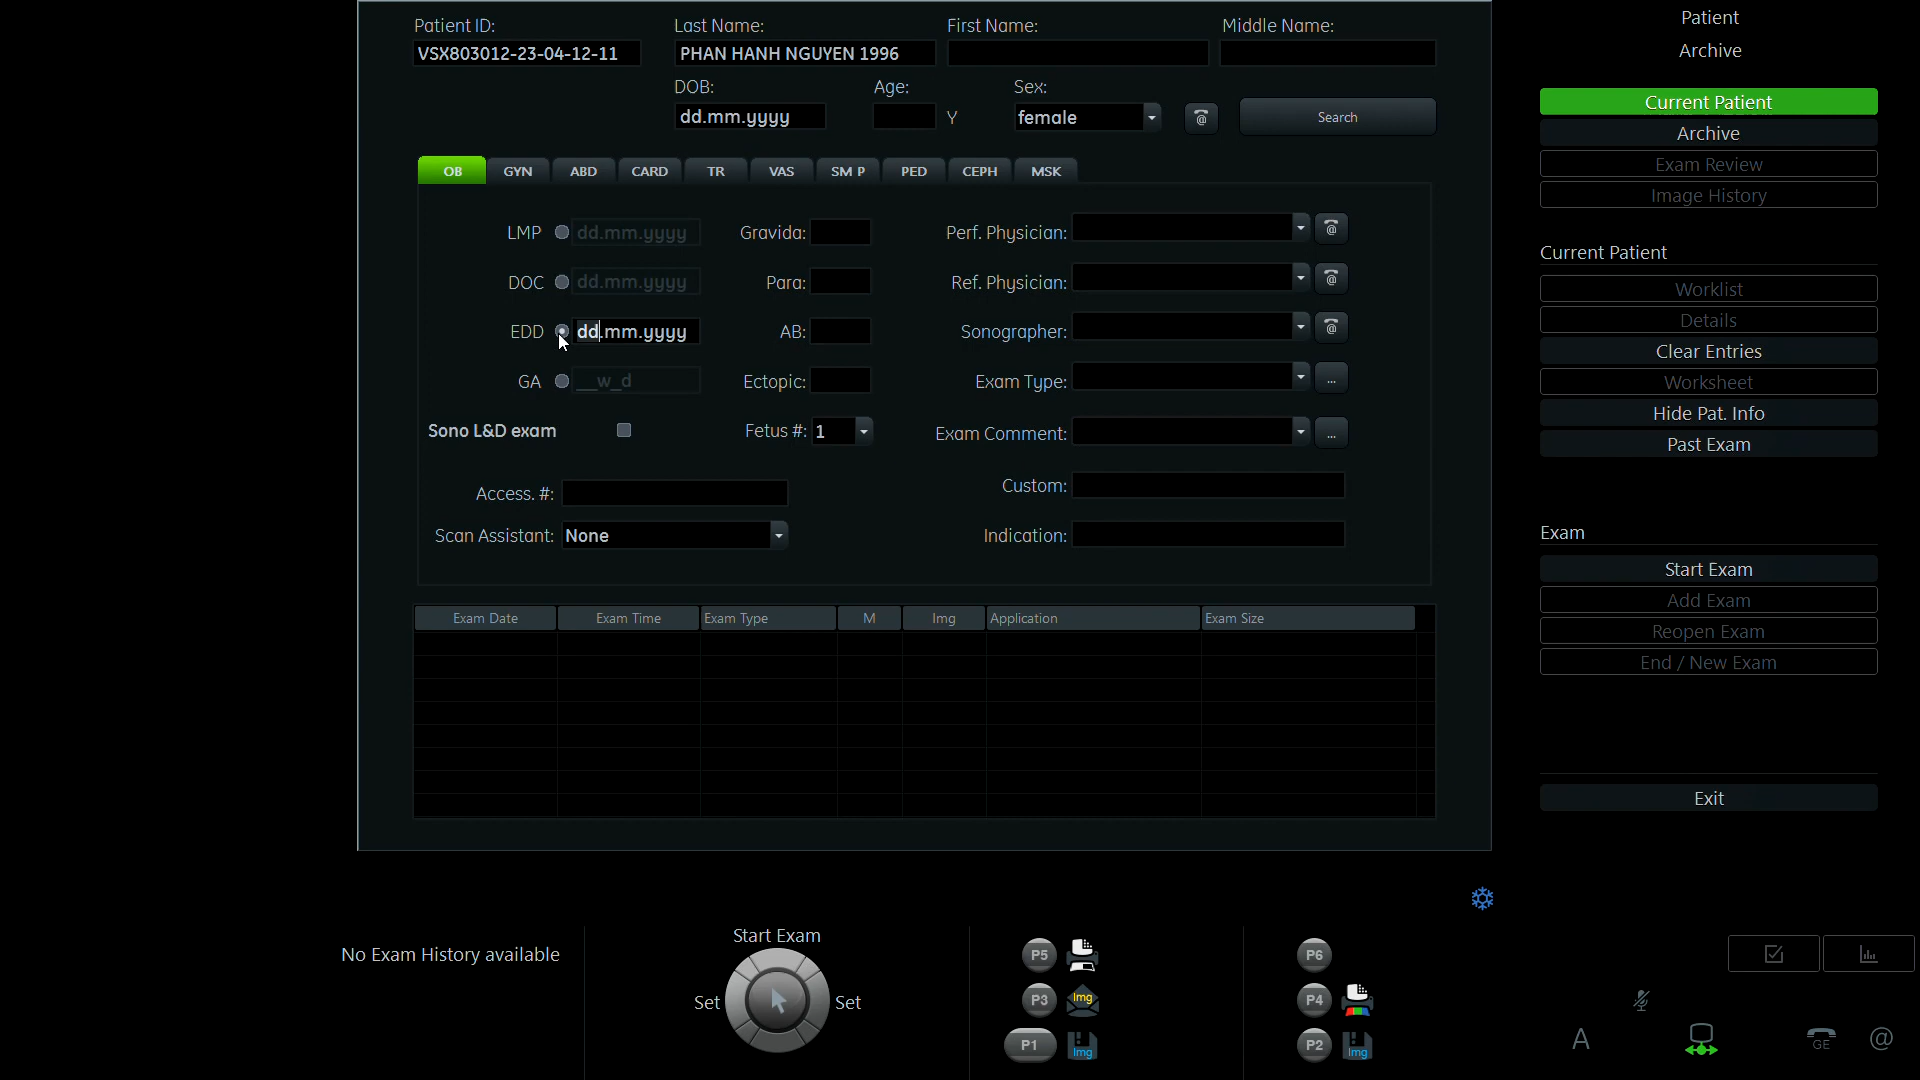 Patient ID: Last Name: First Name: Middle Name:
VSX803012-23-04-12-11 PHAN HANH NGUYEN 1996
DOB: Age: Sex:
dd.mm.yyyy Y female @ Search
OB GYN ABD CARD TR VAS SM P PED CEPH MSK
LMP dd.mm.yyyy Gravida: Perf. Physician: @
DOC dd.mm.yyyy Para: Ref. Physician: @
EDD dd.mm.yyyy AB: Sonographer: @
GA __w_d Ectopic: Exam Type: ...
Sono L&D exam Fetus #: 1 Exam Comment: ...
Access. #: Custom:
Scan Assistant: None Indication:
Exam Date Exam Time Exam Type M Img Application Exam Size
Patient
Archive
Current Patient
Archive
Exam Review
Image History
Current Patient
Worklist
Details
Clear Entries
Worksheet
Hide Pat. Info
Past Exam
Exam
Start Exam
Add Exam
Reopen Exam
End / New Exam
Exit
No Exam History available
Start Exam
Set Set
P5 P6
P3 Img P4
P1 Img P2 Img
A GE @